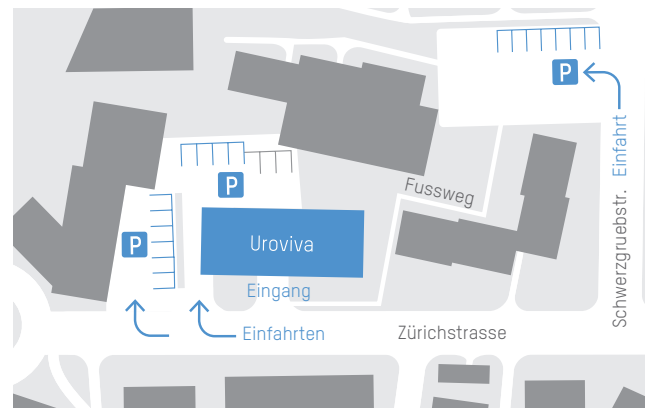 P
Einfahrt
Schwerzgruebstr.
P
Fussweg
P
Uroviva
Eingang
Einfahrten
Zürichstrasse